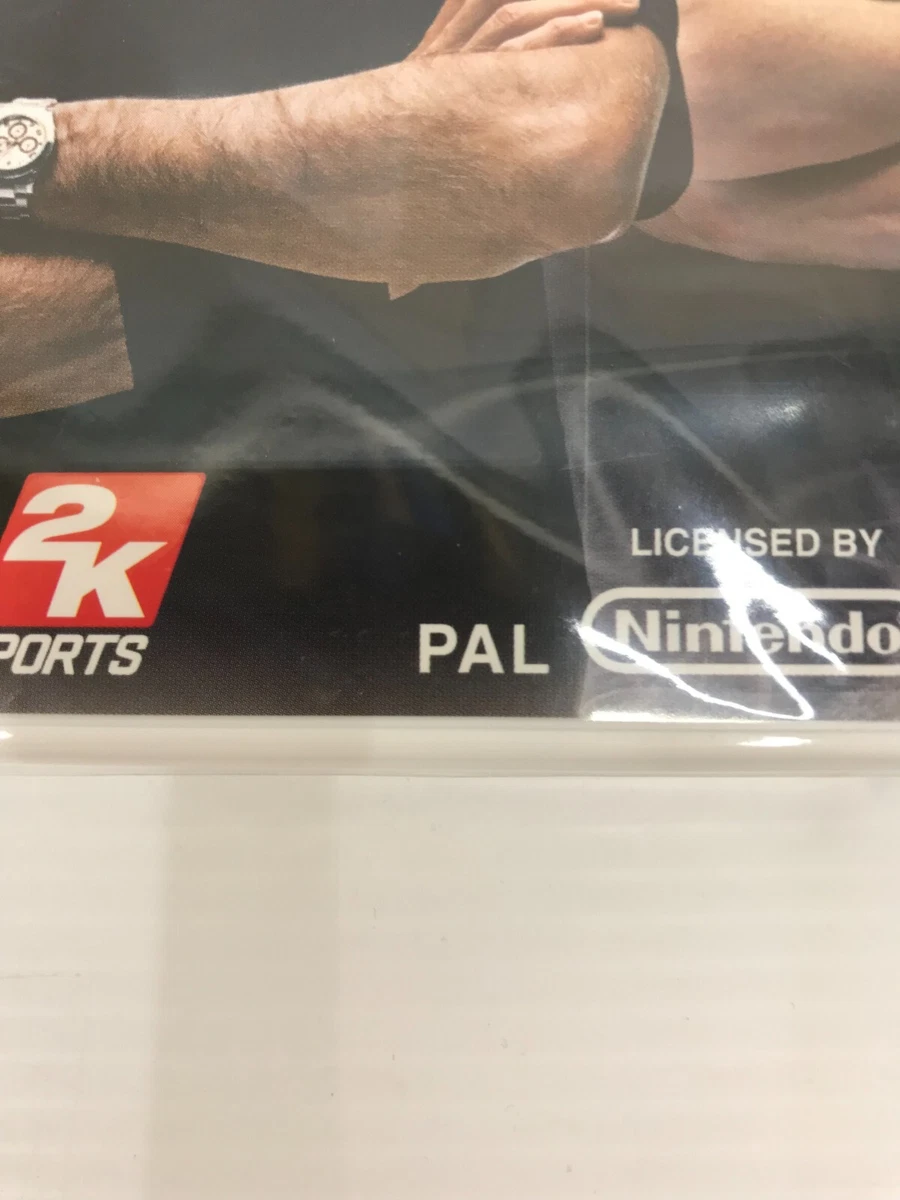 2K
PORTS
PAL
LICENSED BY
Nintendo